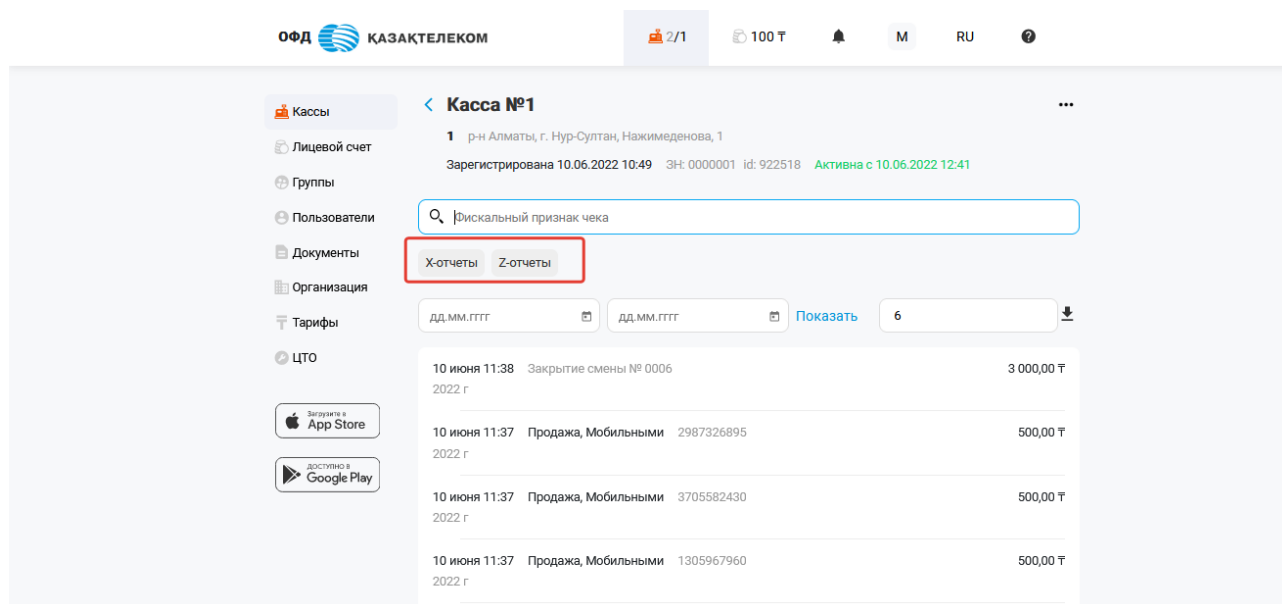 ОФД ҚАЗАҚТЕЛЕКОМ 2/1 100 ₸ M RU ?
Кассы
Лицевой счет
Группы
Пользователи
Документы
Организация
Тарифы
ЦТО
Загрузите в
App Store
ДОСТУПНО В
Google Play
Касса №1
1 р-н Алматы, г. Нур-Султан, Нажимеденова, 1
Зарегистрирована 10.06.2022 10:49 ЗН: 0000001 id: 922518 Активна с 10.06.2022 12:41
Фискальный признак чека
X-отчеты Z-отчеты
дд.мм.гггг дд.мм.гггг Показать 6
10 июня 11:38 Закрытие смены № 0006 3 000,00 ₸
2022 г
10 июня 11:37 Продажа, Мобильными 2987326895 500,00 ₸
2022 г
10 июня 11:37 Продажа, Мобильными 3705582430 500,00 ₸
2022 г
10 июня 11:37 Продажа, Мобильными 1305967960 500,00 ₸
2022 г